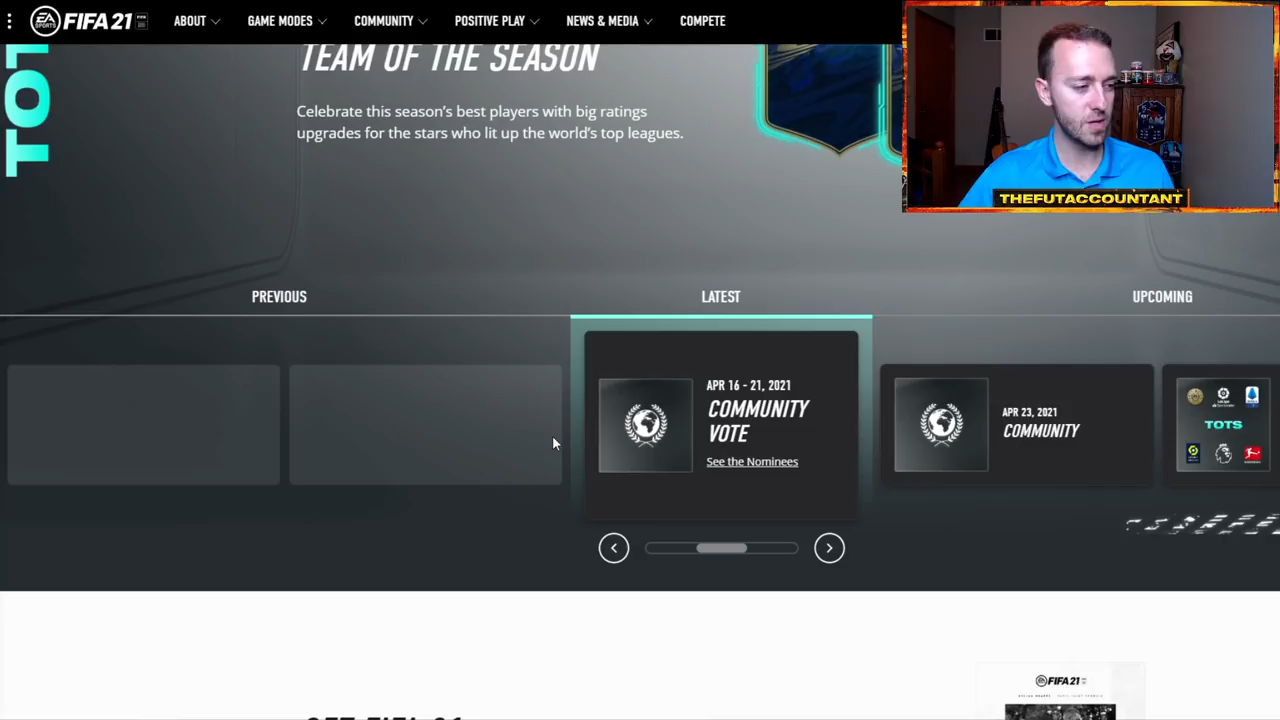 EA SPORTS FIFA 21
ABOUT
GAME MODES
COMMUNITY
POSITIVE PLAY
NEWS & MEDIA
COMPETE
TOT
TEAM OF THE SEASON
Celebrate this season's best players with big ratings
upgrades for the stars who lit up the world's top leagues.
THEFUTACCOUNTANT
PREVIOUS
LATEST
UPCOMING
APR 16 - 21, 2021
COMMUNITY
VOTE
See the Nominees
APR 23, 2021
COMMUNITY
TOTS
FIFA 21